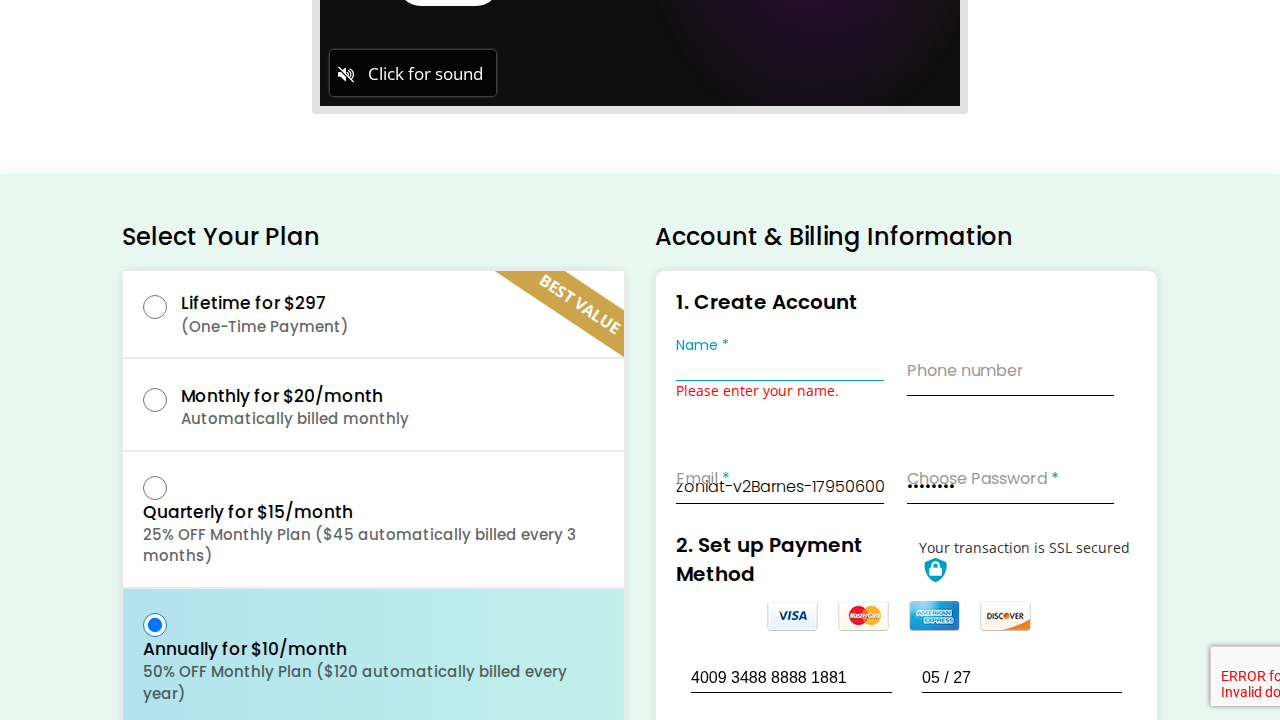 Click for sound
Select Your Plan
Account & Billing Information
BEST VALUE
Lifetime for $297
(One-Time Payment)
Monthly for $20/month
Automatically billed monthly
Quarterly for $15/month
25% OFF Monthly Plan ($45 automatically billed every 3
months)
Annually for $10/month
50% OFF Monthly Plan ($120 automatically billed every
year)
1. Create Account
Name *
Please enter your name.
Phone number
Email *
zoniat-v2Barnes-17950600
Choose Password *
••••••••
2. Set up Payment
Method
Your transaction is SSL secured
VISA
MasterCard
AMERICAN
EXPRESS
DISCOVER
4009 3488 8888 1881
05 / 27
ERROR fo
Invalid do